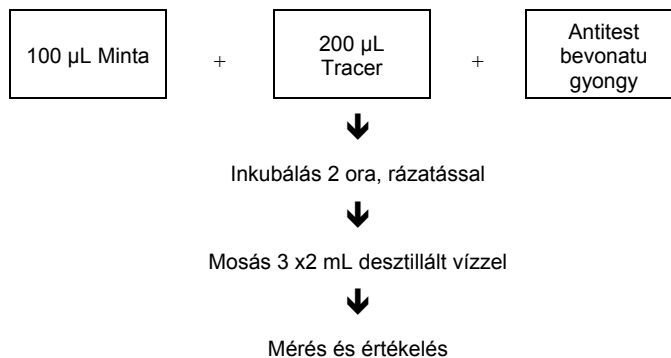 100 µL Minta
+
200 µL
Tracer
+
Antitest
bevonatu
gyongy
Inkubálás 2 ora, rázatással
Mosás 3 x2 mL desztillált vízzel
Mérés és értékelés